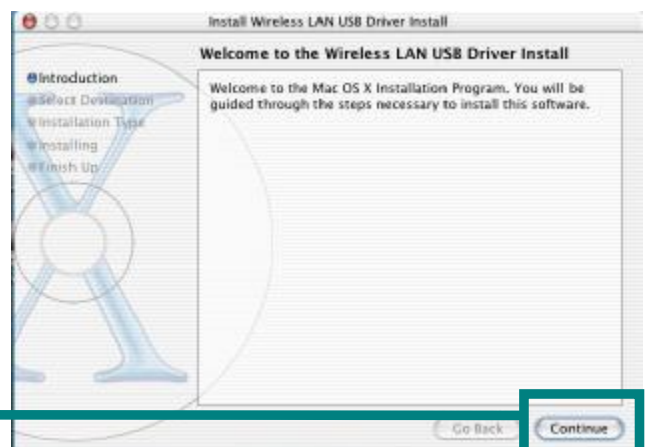 Install Wireless LAN USB Driver Install
Welcome to the Wireless LAN USB Driver Install
Introduction
Select Destination
Installation Type
Installing
Finish Up
Welcome to the Mac OS X Installation Program. You will be
guided through the steps necessary to install this software.
Go Back
Continue